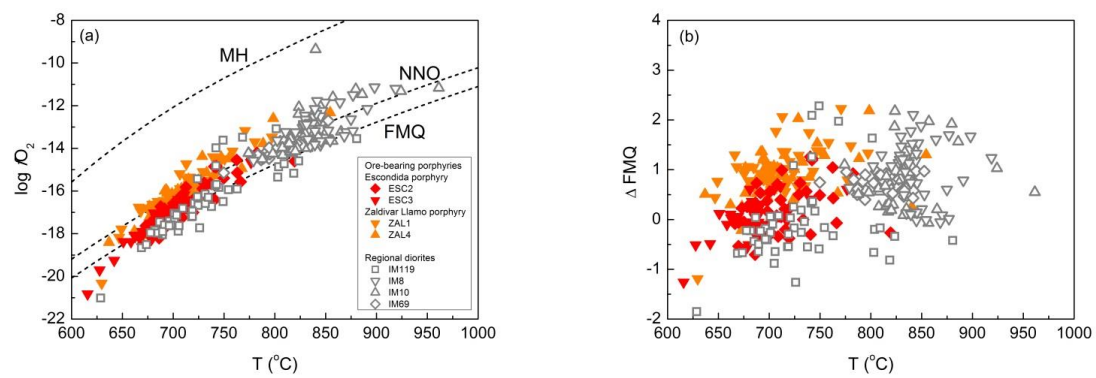 (a)
MH
NNO
FMQ
log fO₂
-8
-10
-12
-14
-16
-18
-20
-22
600
650
700
750
800
850
900
950
1000
T (°C)
Ore-bearing porphyries
Escondida porphyry
ESC2
ESC3
Zaldivar Llamo porphyry
ZAL1
ZAL4
Regional diorites
IM119
IM8
IM10
IM69
(b)
Δ FMQ
4
3
2
1
0
-1
-2
600
650
700
750
800
850
900
950
1000
T (°C)